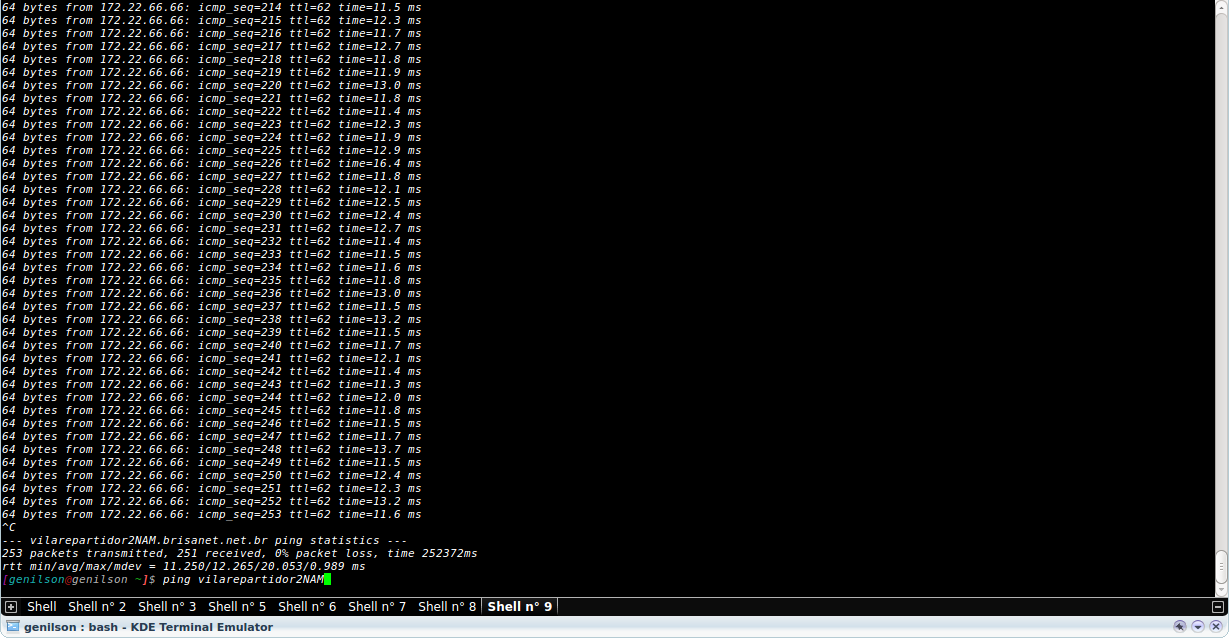 64 bytes from 172.22.66.66: icmp_seq=214 ttl=62 time=11.5 ms
64 bytes from 172.22.66.66: icmp_seq=215 ttl=62 time=12.3 ms
64 bytes from 172.22.66.66: icmp_seq=216 ttl=62 time=11.7 ms
64 bytes from 172.22.66.66: icmp_seq=217 ttl=62 time=12.7 ms
64 bytes from 172.22.66.66: icmp_seq=218 ttl=62 time=11.8 ms
64 bytes from 172.22.66.66: icmp_seq=219 ttl=62 time=11.9 ms
64 bytes from 172.22.66.66: icmp_seq=220 ttl=62 time=13.0 ms
64 bytes from 172.22.66.66: icmp_seq=221 ttl=62 time=11.8 ms
64 bytes from 172.22.66.66: icmp_seq=222 ttl=62 time=11.4 ms
64 bytes from 172.22.66.66: icmp_seq=223 ttl=62 time=12.3 ms
64 bytes from 172.22.66.66: icmp_seq=224 ttl=62 time=11.9 ms
64 bytes from 172.22.66.66: icmp_seq=225 ttl=62 time=12.9 ms
64 bytes from 172.22.66.66: icmp_seq=226 ttl=62 time=16.4 ms
64 bytes from 172.22.66.66: icmp_seq=227 ttl=62 time=11.8 ms
64 bytes from 172.22.66.66: icmp_seq=228 ttl=62 time=12.1 ms
64 bytes from 172.22.66.66: icmp_seq=229 ttl=62 time=12.5 ms
64 bytes from 172.22.66.66: icmp_seq=230 ttl=62 time=12.4 ms
64 bytes from 172.22.66.66: icmp_seq=231 ttl=62 time=12.7 ms
64 bytes from 172.22.66.66: icmp_seq=232 ttl=62 time=11.4 ms
64 bytes from 172.22.66.66: icmp_seq=233 ttl=62 time=11.5 ms
64 bytes from 172.22.66.66: icmp_seq=234 ttl=62 time=11.6 ms
64 bytes from 172.22.66.66: icmp_seq=235 ttl=62 time=11.8 ms
64 bytes from 172.22.66.66: icmp_seq=236 ttl=62 time=13.0 ms
64 bytes from 172.22.66.66: icmp_seq=237 ttl=62 time=11.5 ms
64 bytes from 172.22.66.66: icmp_seq=238 ttl=62 time=13.2 ms
64 bytes from 172.22.66.66: icmp_seq=239 ttl=62 time=11.5 ms
64 bytes from 172.22.66.66: icmp_seq=240 ttl=62 time=11.7 ms
64 bytes from 172.22.66.66: icmp_seq=241 ttl=62 time=12.1 ms
64 bytes from 172.22.66.66: icmp_seq=242 ttl=62 time=11.4 ms
64 bytes from 172.22.66.66: icmp_seq=243 ttl=62 time=11.3 ms
64 bytes from 172.22.66.66: icmp_seq=244 ttl=62 time=12.0 ms
64 bytes from 172.22.66.66: icmp_seq=245 ttl=62 time=11.8 ms
64 bytes from 172.22.66.66: icmp_seq=246 ttl=62 time=11.5 ms
64 bytes from 172.22.66.66: icmp_seq=247 ttl=62 time=11.7 ms
64 bytes from 172.22.66.66: icmp_seq=248 ttl=62 time=13.7 ms
64 bytes from 172.22.66.66: icmp_seq=249 ttl=62 time=11.5 ms
64 bytes from 172.22.66.66: icmp_seq=250 ttl=62 time=12.4 ms
64 bytes from 172.22.66.66: icmp_seq=251 ttl=62 time=12.3 ms
64 bytes from 172.22.66.66: icmp_seq=252 ttl=62 time=13.2 ms
64 bytes from 172.22.66.66: icmp_seq=253 ttl=62 time=11.6 ms
^C
--- vilarepartidor2NAM.brisanet.net.br ping statistics ---
253 packets transmitted, 251 received, 0% packet loss, time 252372ms
rtt min/avg/max/mdev = 11.250/12.265/20.053/0.989 ms
[genilson@genilson ~]$ ping vilarepartidor2NAM
Shell Shell n° 2 Shell n° 3 Shell n° 5 Shell n° 6 Shell n° 7 Shell n° 8 Shell n° 9
genilson : bash - KDE Terminal Emulator